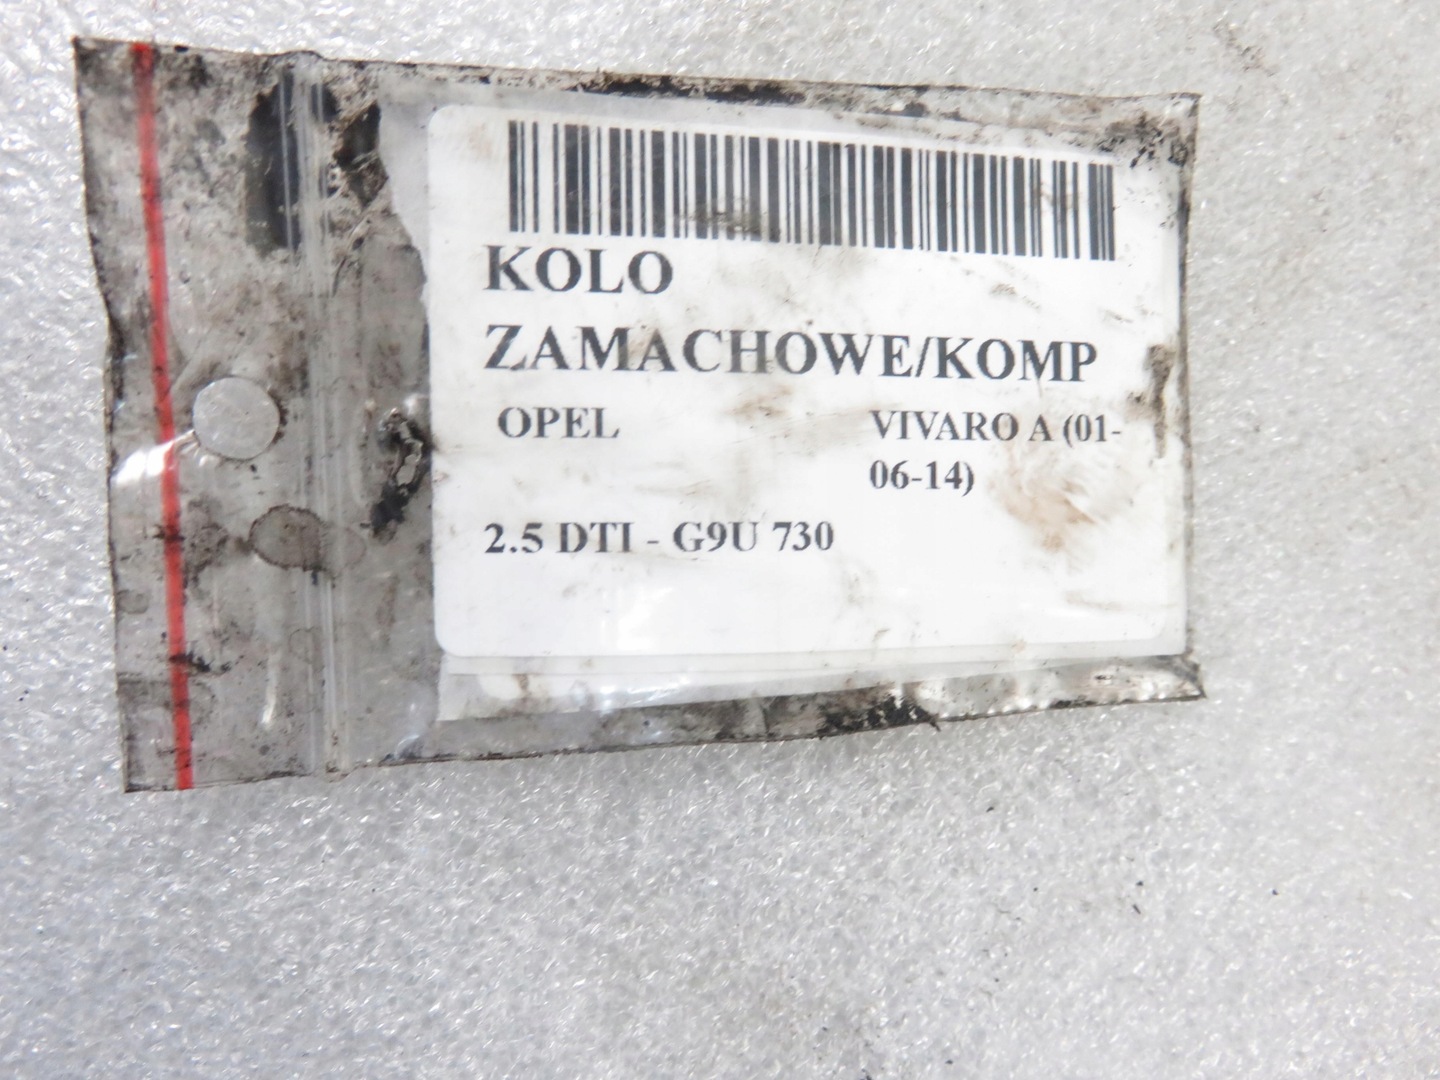 KOLO
ZAMACHOWE/KOMP
OPEL VIVARO A (01-
06-14)
2.5 DTI - G9U 730